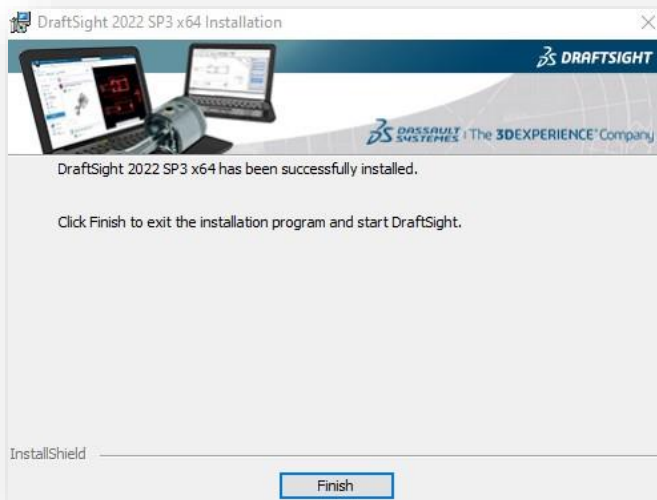 DraftSight 2022 SP3 x64 Installation
DRAFTSIGHT
DASSAULT SYSTEMES | The 3DEXPERIENCE® Company
DraftSight 2022 SP3 x64 has been successfully installed.
Click Finish to exit the installation program and start DraftSight.
InstallShield
Finish